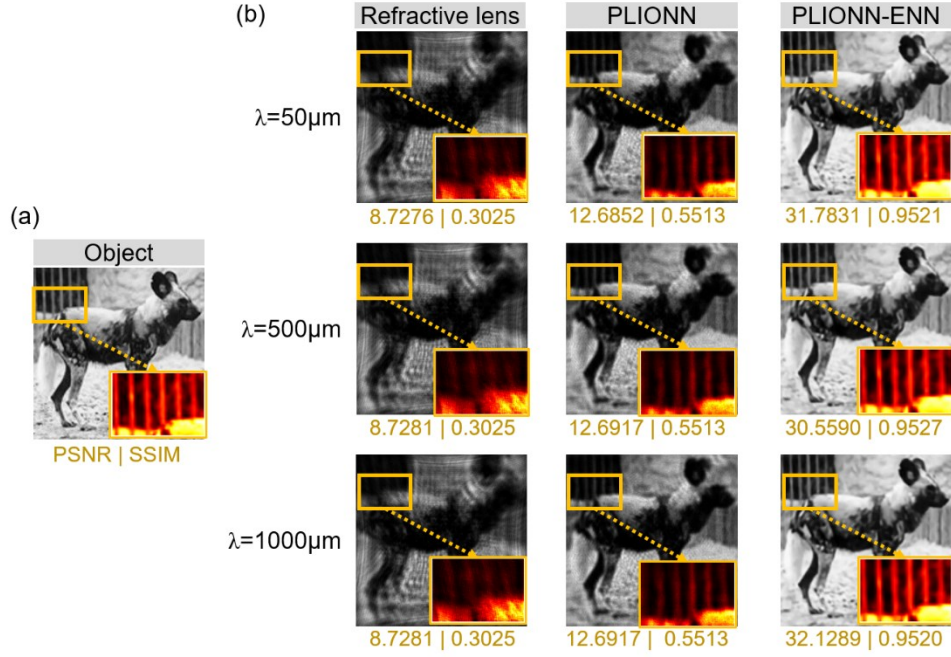 (b)
Refractive lens
PLIONN
PLIONN-ENN
λ=50μm
8.7276 | 0.3025
12.6852 | 0.5513
31.7831 | 0.9521
(a)
Object
PSNR | SSIM
λ=500μm
8.7281 | 0.3025
12.6917 | 0.5513
30.5590 | 0.9527
λ=1000μm
8.7281 | 0.3025
12.6917 | 0.5513
32.1289 | 0.9520